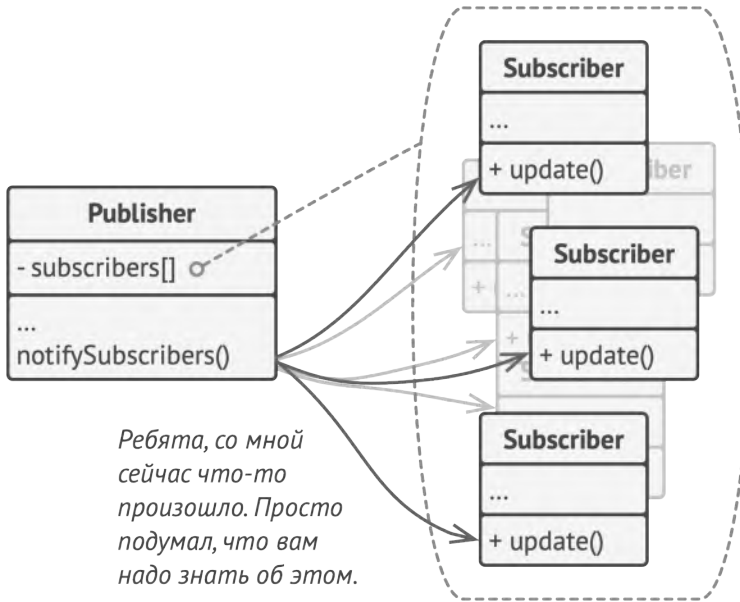 Publisher
- subscribers[]
...
notifySubscribers()
Ребята, со мной
сейчас что-то
произошло. Просто
подумал, что вам
надо знать об этом.
Subscriber
...
+ update()
...
+
...
+
Subscriber
...
+ update()
Subscriber
...
+ update()